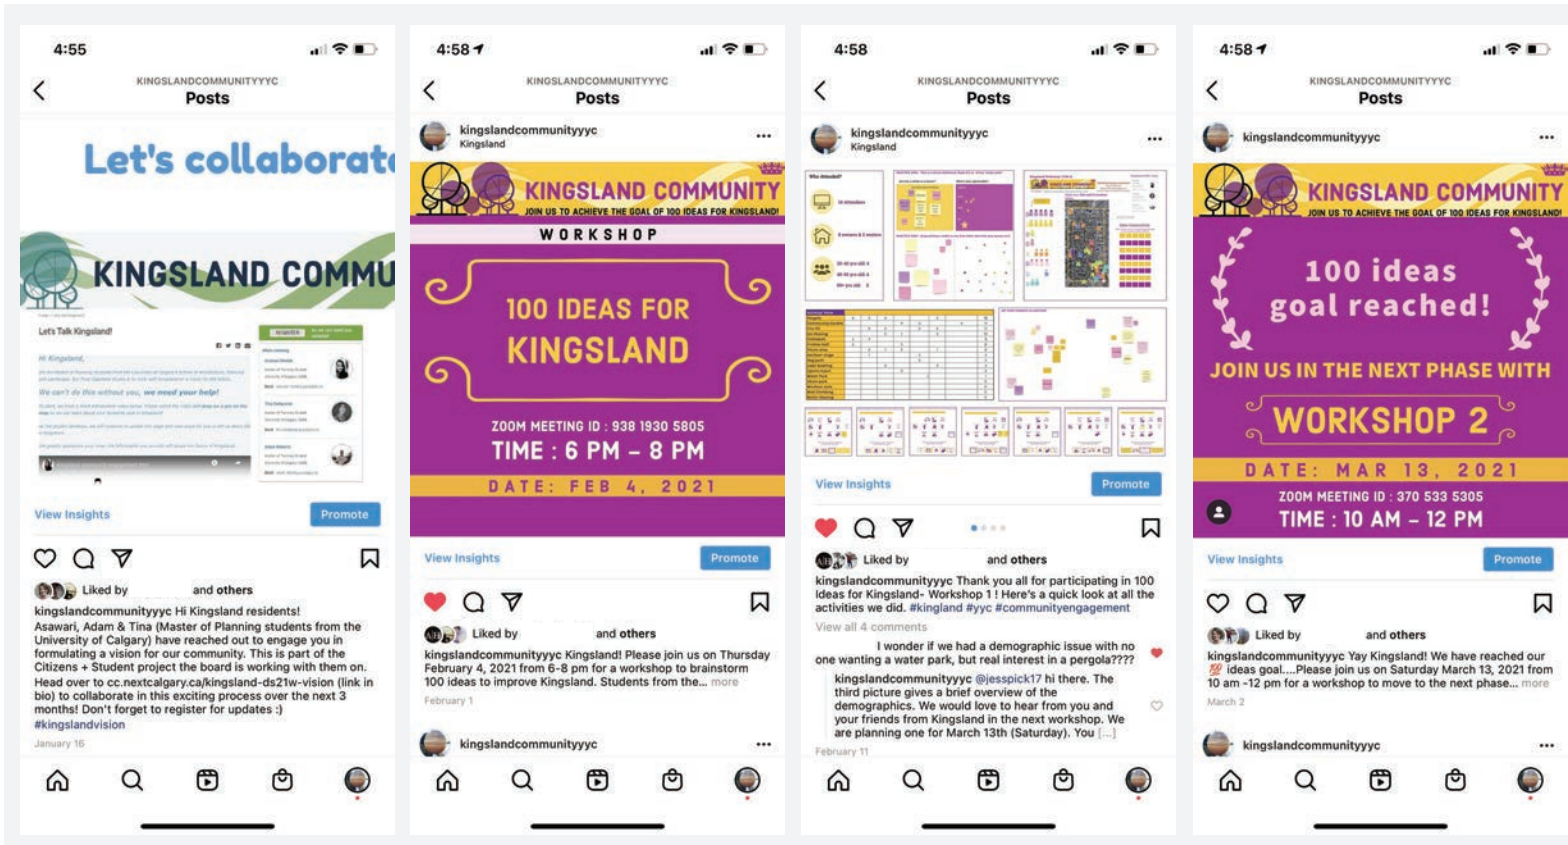 4:55
KINGSLANDCOMMUNITYYYC
Posts
Let's collaborat
KINGSLAND COMMU
Let's Talk Kingsland!
REGISTER
Hi Kingsland,
We can't do this without you, we need your help!
View Insights
Promote
Liked by and others
kingslandcommunityyyc Hi Kingsland residents!
Asawari, Adam & Tina (Master of Planning students from the
University of Calgary) have reached out to engage you in
formulating a vision for our community. This is part of the
Citizens + Student project the board is working with them on.
Head over to cc.nextcalgary.ca/kingsland-ds21w-vision (link in
bio) to collaborate in this exciting process over the next 3
months! Don't forget to register for updates :)
#kingslandvision
January 16
4:58
KINGSLANDCOMMUNITYYYC
Posts
kingslandcommunityyyc
Kingsland
KINGSLAND COMMUNITY
JOIN US TO ACHIEVE THE GOAL OF 100 IDEAS FOR KINGSLAND!
WORKSHOP
100 IDEAS FOR
KINGSLAND
ZOOM MEETING ID : 938 1930 5805
TIME : 6 PM – 8 PM
DATE: FEB 4, 2021
View Insights
Promote
Liked by and others
kingslandcommunityyyc Kingsland! Please join us on Thursday
February 4, 2021 from 6-8 pm for a workshop to brainstorm
100 ideas to improve Kingsland. Students from the... more
February 1
kingslandcommunityyyc
4:58
KINGSLANDCOMMUNITYYYC
Posts
kingslandcommunityyyc
Kingsland
Who Attended?
View Insights
Promote
Liked by and others
kingslandcommunityyyc Thank you all for participating in 100
Ideas for Kingsland- Workshop 1 ! Here's a quick look at all the
activities we did. #kingland #yyc #communityengagement
View all 4 comments
I wonder if we had a demographic issue with no
one wanting a water park, but real interest in a pergola????
kingslandcommunityyyc @jesspick17 hi there. The
third picture gives a brief overview of the
demographics. We would love to hear from you and
your friends from Kingsland in the next workshop. We
are planning one for March 13th (Saturday). You [...]
February 11
4:58
KINGSLANDCOMMUNITYYYC
Posts
kingslandcommunityyyc
KINGSLAND COMMUNITY
JOIN US TO ACHIEVE THE GOAL OF 100 IDEAS FOR KINGSLAND!
100 ideas
goal reached!
JOIN US IN THE NEXT PHASE WITH
WORKSHOP 2
DATE: MAR 13, 2021
ZOOM MEETING ID : 370 533 5305
TIME : 10 AM – 12 PM
View Insights
Promote
Liked by and others
kingslandcommunityyyc Yay Kingsland! We have reached our
💯 ideas goal....Please join us on Saturday March 13, 2021 from
10 am -12 pm for a workshop to move to the next phase... more
March 2
kingslandcommunityyyc